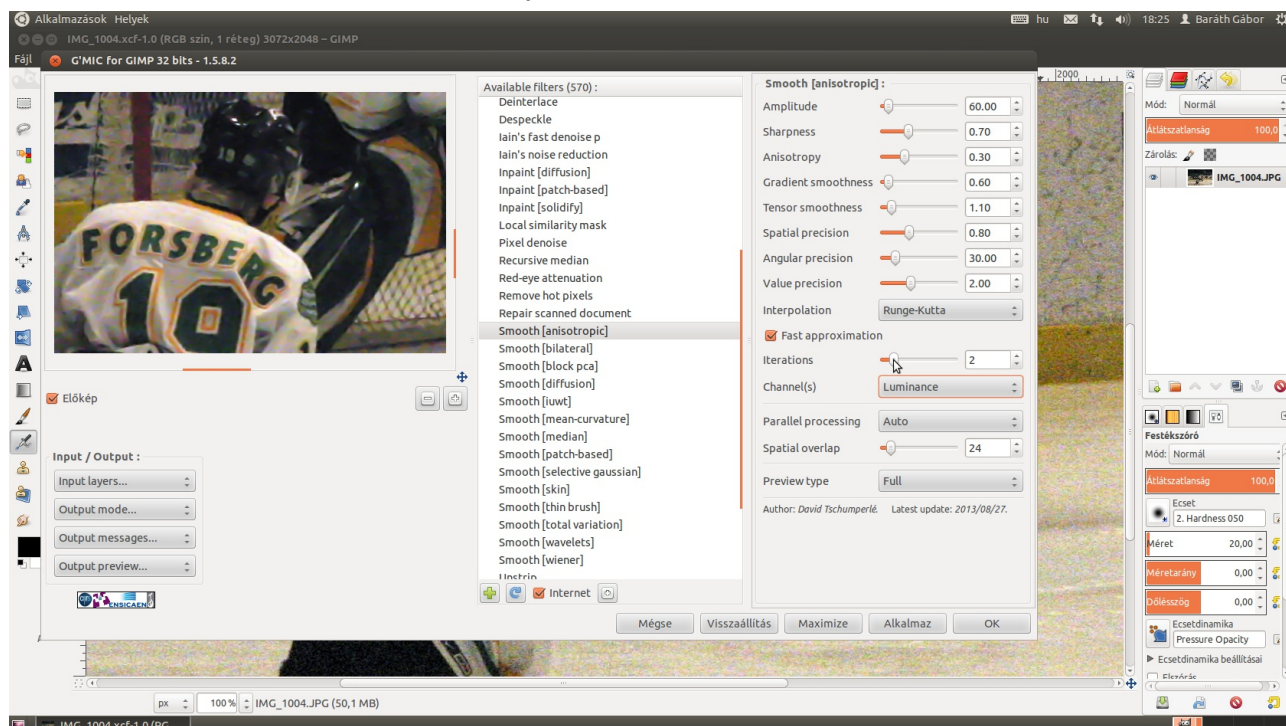 Alkalmazások Helyek
hu
18:25 Baráth Gábor
IMG_1004.xcf-1.0 (RGB szín, 1 réteg) 3072x2048 – GIMP
Fájl
G'MIC for GIMP 32 bits - 1.5.8.2
FORSBERG
10
19
Előkép
Input / Output :
Input layers...
Output mode...
Output messages...
Output preview...
ENSICAEN
Available filters (570) :
Deinterlace
Despeckle
Iain's fast denoise p
Iain's noise reduction
Inpaint [diffusion]
Inpaint [patch-based]
Inpaint [solidify]
Local similarity mask
Pixel denoise
Recursive median
Red-eye attenuation
Remove hot pixels
Repair scanned document
Smooth [anisotropic]
Smooth [bilateral]
Smooth [block pca]
Smooth [diffusion]
Smooth [iuwt]
Smooth [mean-curvature]
Smooth [median]
Smooth [patch-based]
Smooth [selective gaussian]
Smooth [skin]
Smooth [thin brush]
Smooth [total variation]
Smooth [wavelets]
Smooth [wiener]
Unstrip
Internet
Smooth [anisotropic] :
Amplitude 60.00
Sharpness 0.70
Anisotropy 0.30
Gradient smoothness 0.60
Tensor smoothness 1.10
Spatial precision 0.80
Angular precision 30.00
Value precision 2.00
Interpolation Runge-Kutta
Fast approximation
Iterations 2
Channel(s) Luminance
Parallel processing Auto
Spatial overlap 24
Preview type Full
Author: David Tschumperlé. Latest update: 2013/08/27.
Mégse Visszaállítás Maximize Alkalmaz OK
2000
Mód: Normál
Átlátszatlanság 100,0
Zárolás:
IMG_1004.JPG
Festékszóró
Mód: Normál
Átlátszatlanság 100,0
Ecset
2. Hardness 050
Méret 20,00
Méretarány 0,00
Dőlésszög 0,00
Ecsetdinamika
Pressure Opacity
Ecsetdinamika beállításai
Elszórás
px 100% IMG_1004.JPG (50,1 MB)
IMG_1004.xcf-1.0 (RG...